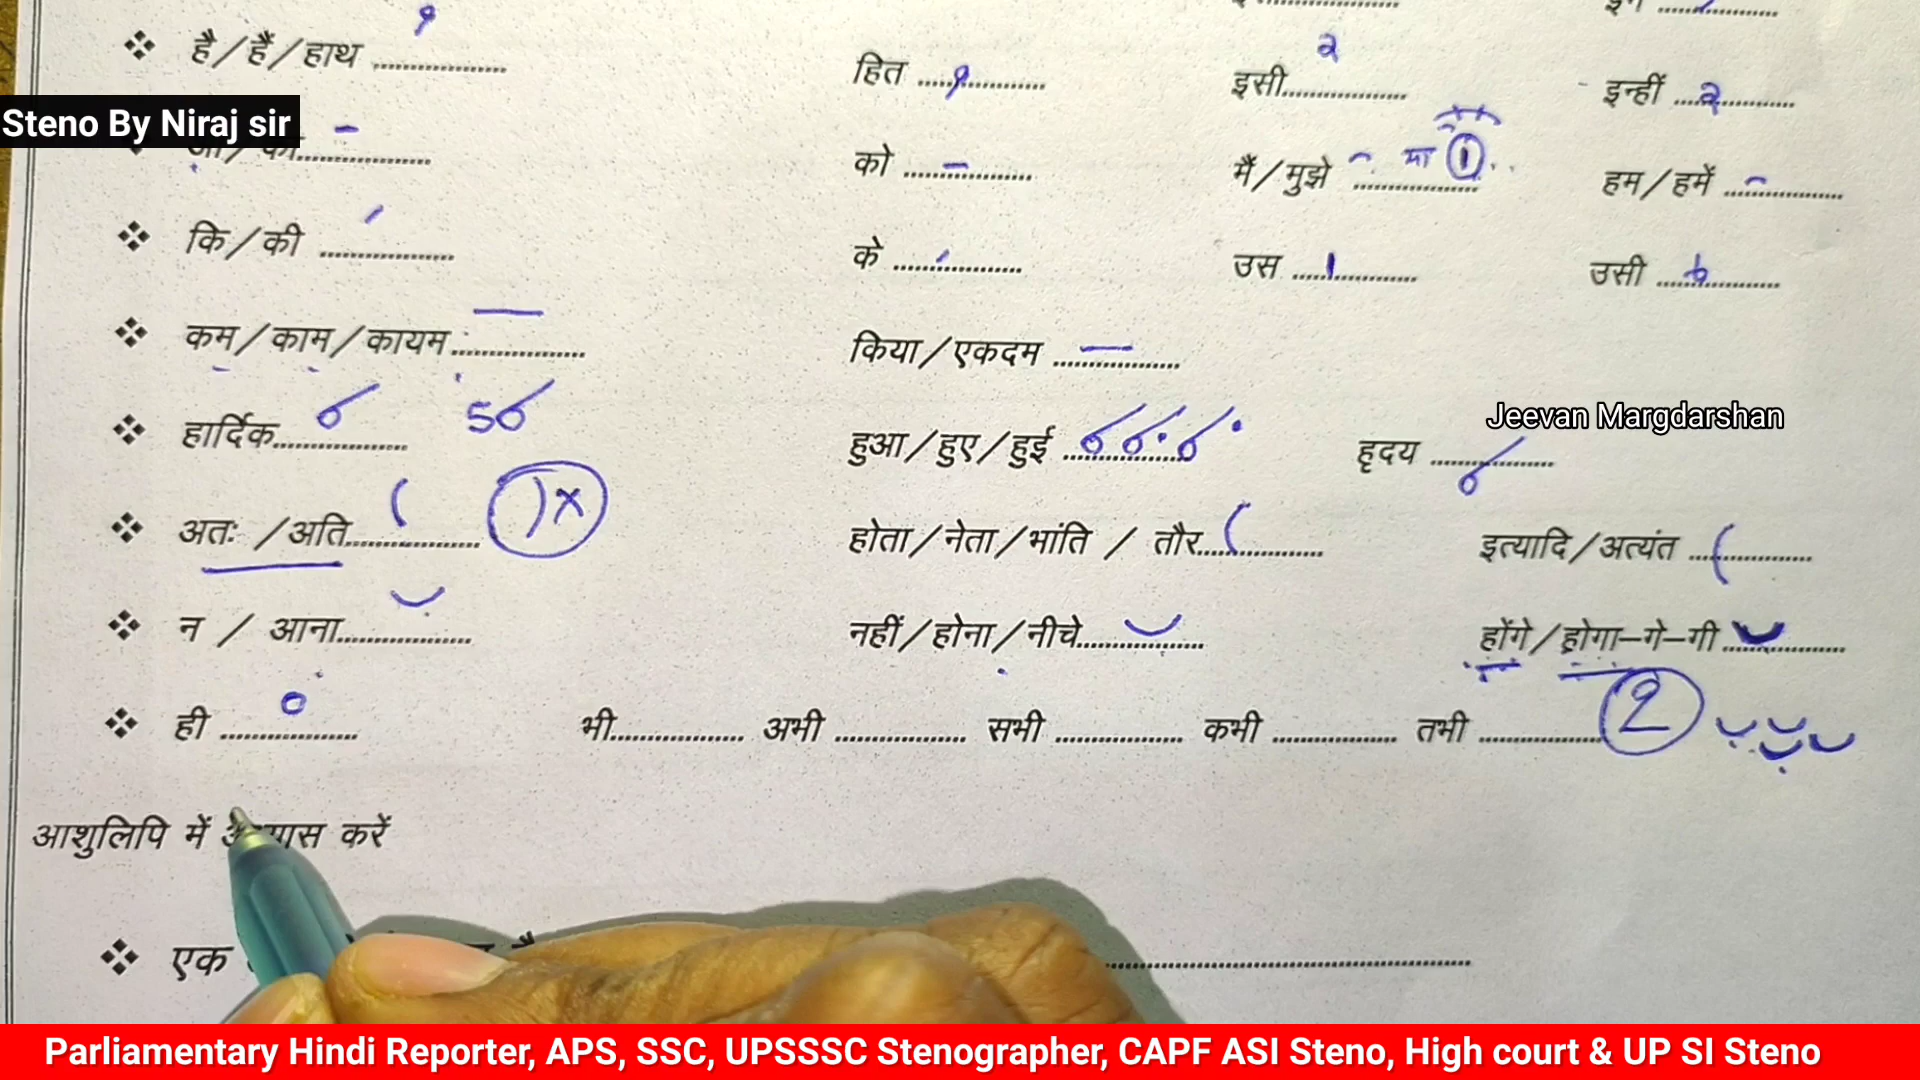 है/हैं/हाथ .............. हित .............. इसी.............. इन्हीं ..............
Steno By Niraj sir
को .............. मैं/मुझे या 1 .............. हम/हमें ..............
कि/की .............. के .............. उस .............. उसी ..............
कम/काम/कायम.............. किया/एकदम ..............
Jeevan Margdarshan
हार्दिक.............. हुआ/हुए/हुई .............. हृदय ..............
अतः /अति.............. होता/नेता/भांति / तौर.............. इत्यादि/अत्यंत ..............
न / आना.............. नहीं/होना/नीचे.............. होंगे/होगा–गे–गी ..............
ही .............. भी.............. अभी .............. सभी .............. कभी .............. तभी .............. 2
आशुलिपि में करें
एक
Parliamentary Hindi Reporter, APS, SSC, UPSSSC Stenographer, CAPF ASI Steno, High court & UP SI Steno